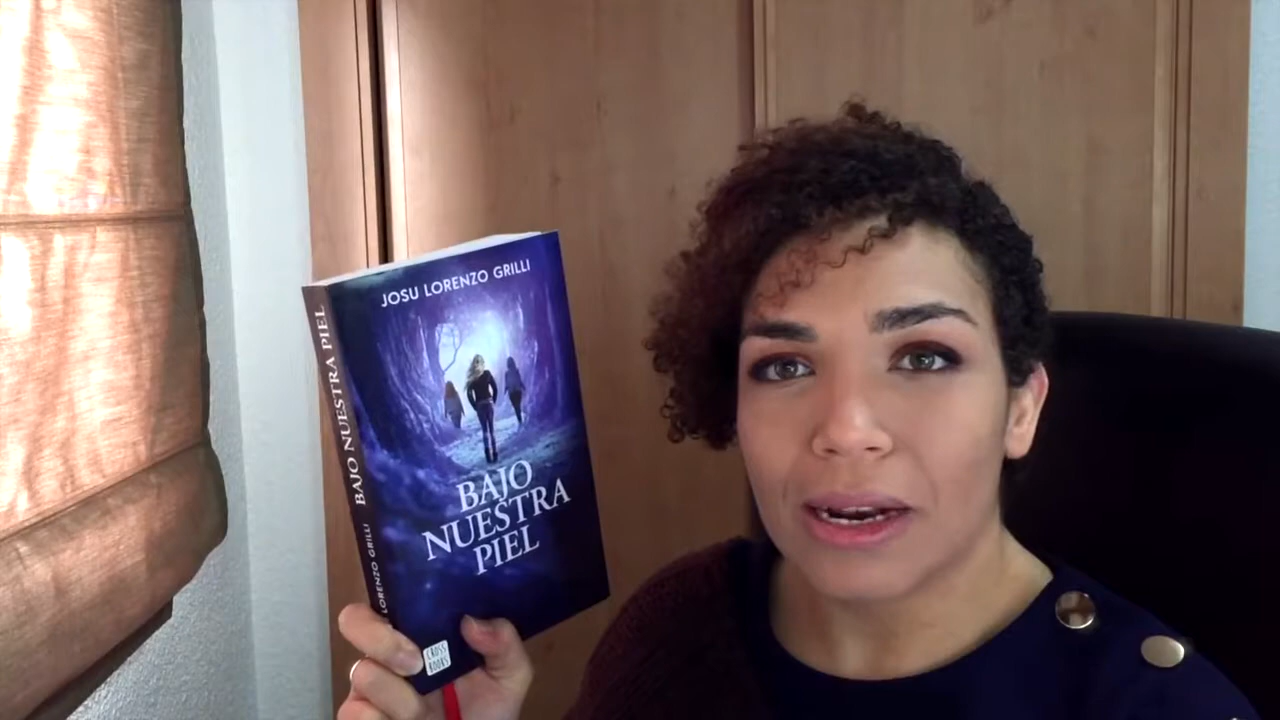 JOSU LORENZO GRILLI
BAJO
NUESTRA
PIEL
CROSS
BOOKS
BAJO NUESTRA PIEL
LORENZO GRILLI